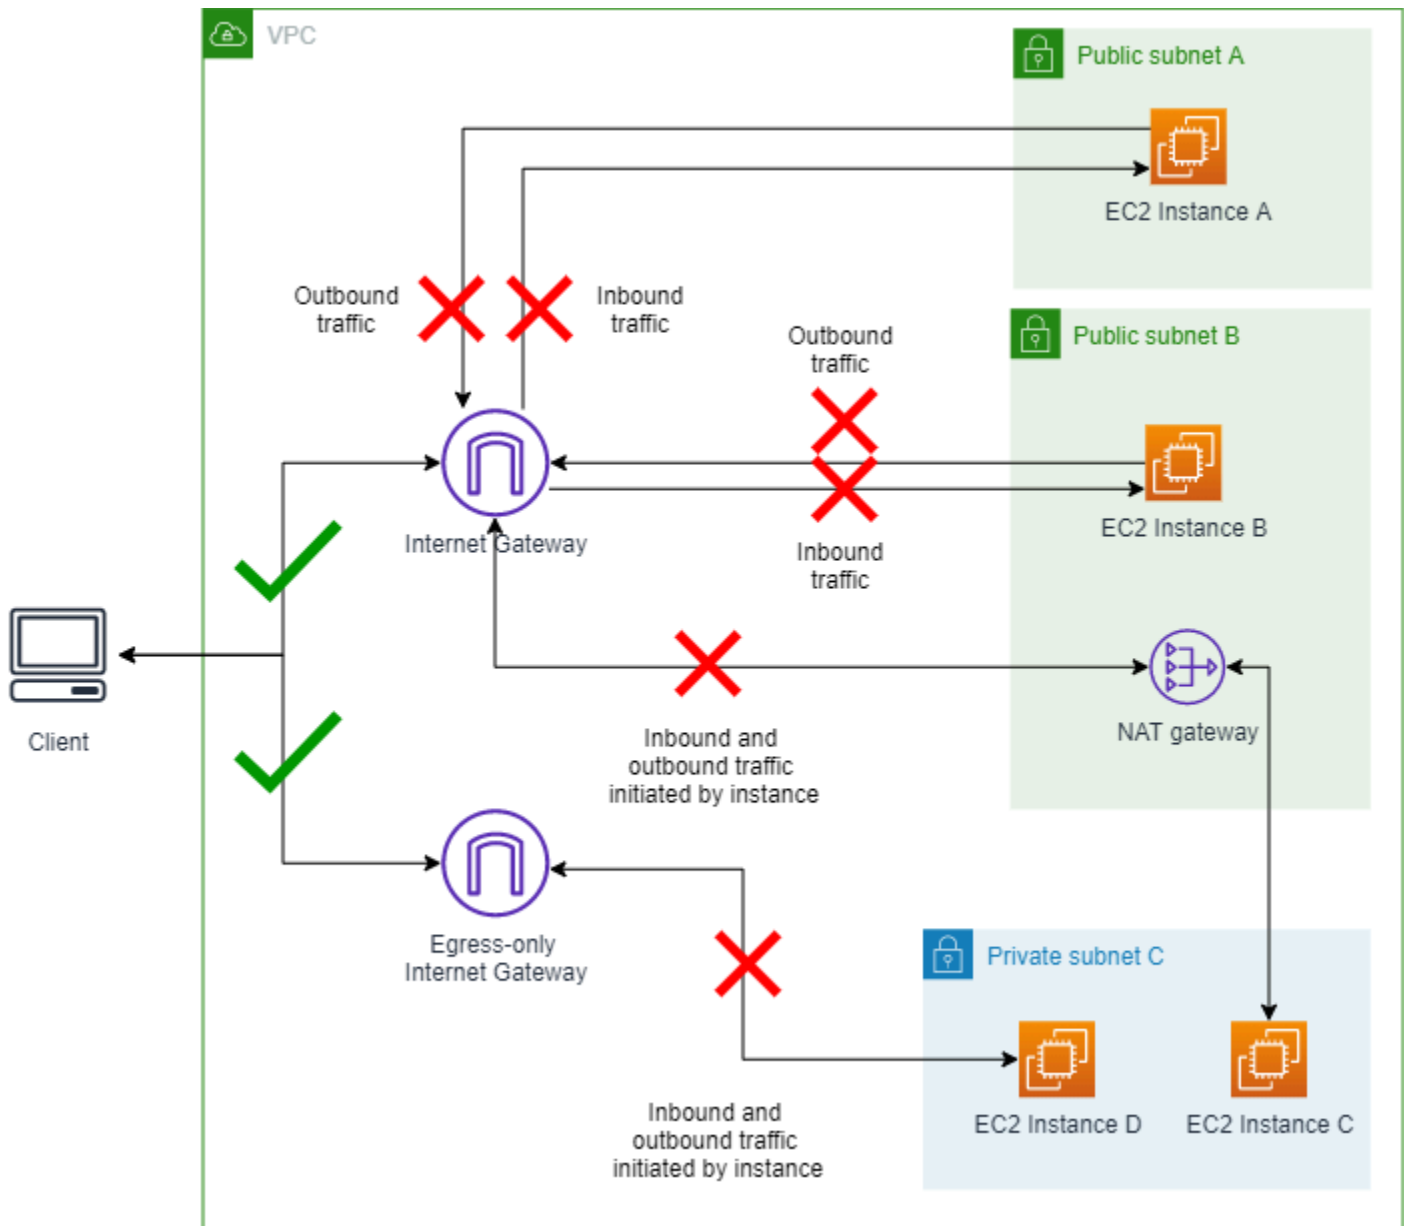 VPC
Public subnet A
EC2 Instance A
Outbound
traffic
Inbound
traffic
Public subnet B
Outbound
traffic
EC2 Instance B
Internet Gateway
Inbound
traffic
NAT gateway
Client
Inbound and
outbound traffic
initiated by instance
Egress-only
Internet Gateway
Private subnet C
Inbound and
outbound traffic
initiated by instance
EC2 Instance D
EC2 Instance C